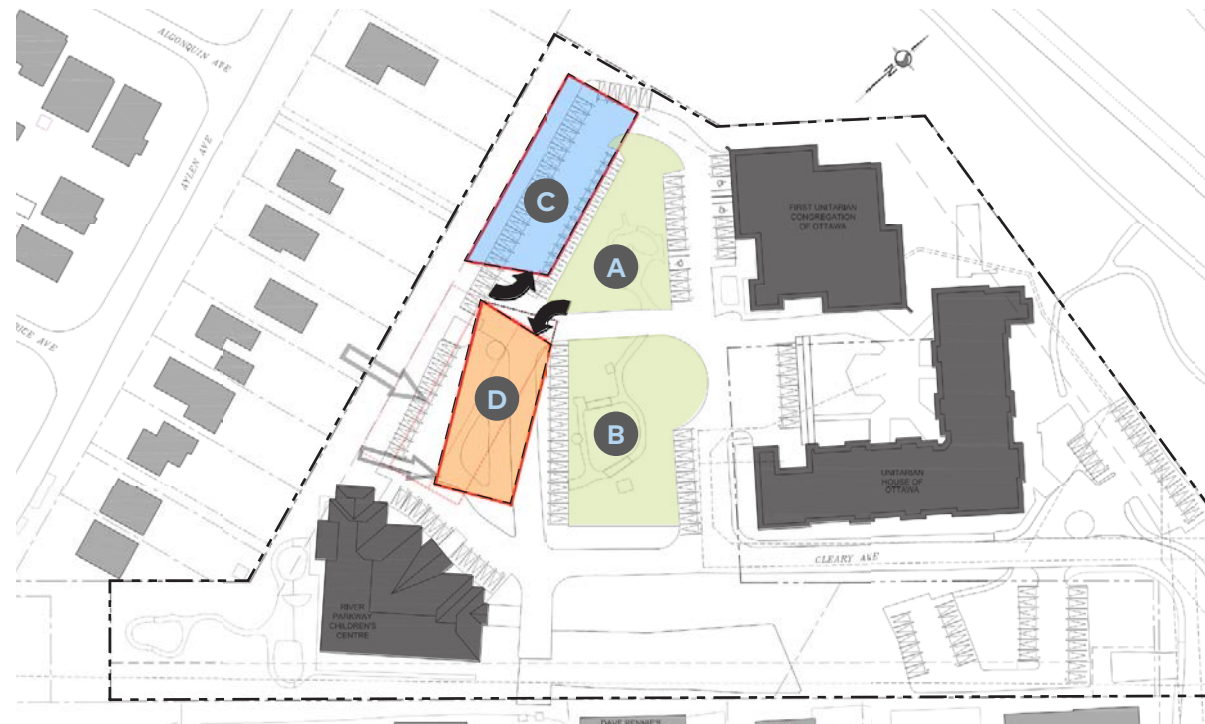 ALGONQUIN AVE
N
AYLEN AVE
C
FIRST UNITARIAN
CONGREGATION
OF OTTAWA
A
RICE AVE
D
B
UNITARIAN
HOUSE OF
OTTAWA
CLEARY AVE
RIVER
PARKWAY
CHILDREN'S
CENTRE
DAVE RENNIE'S